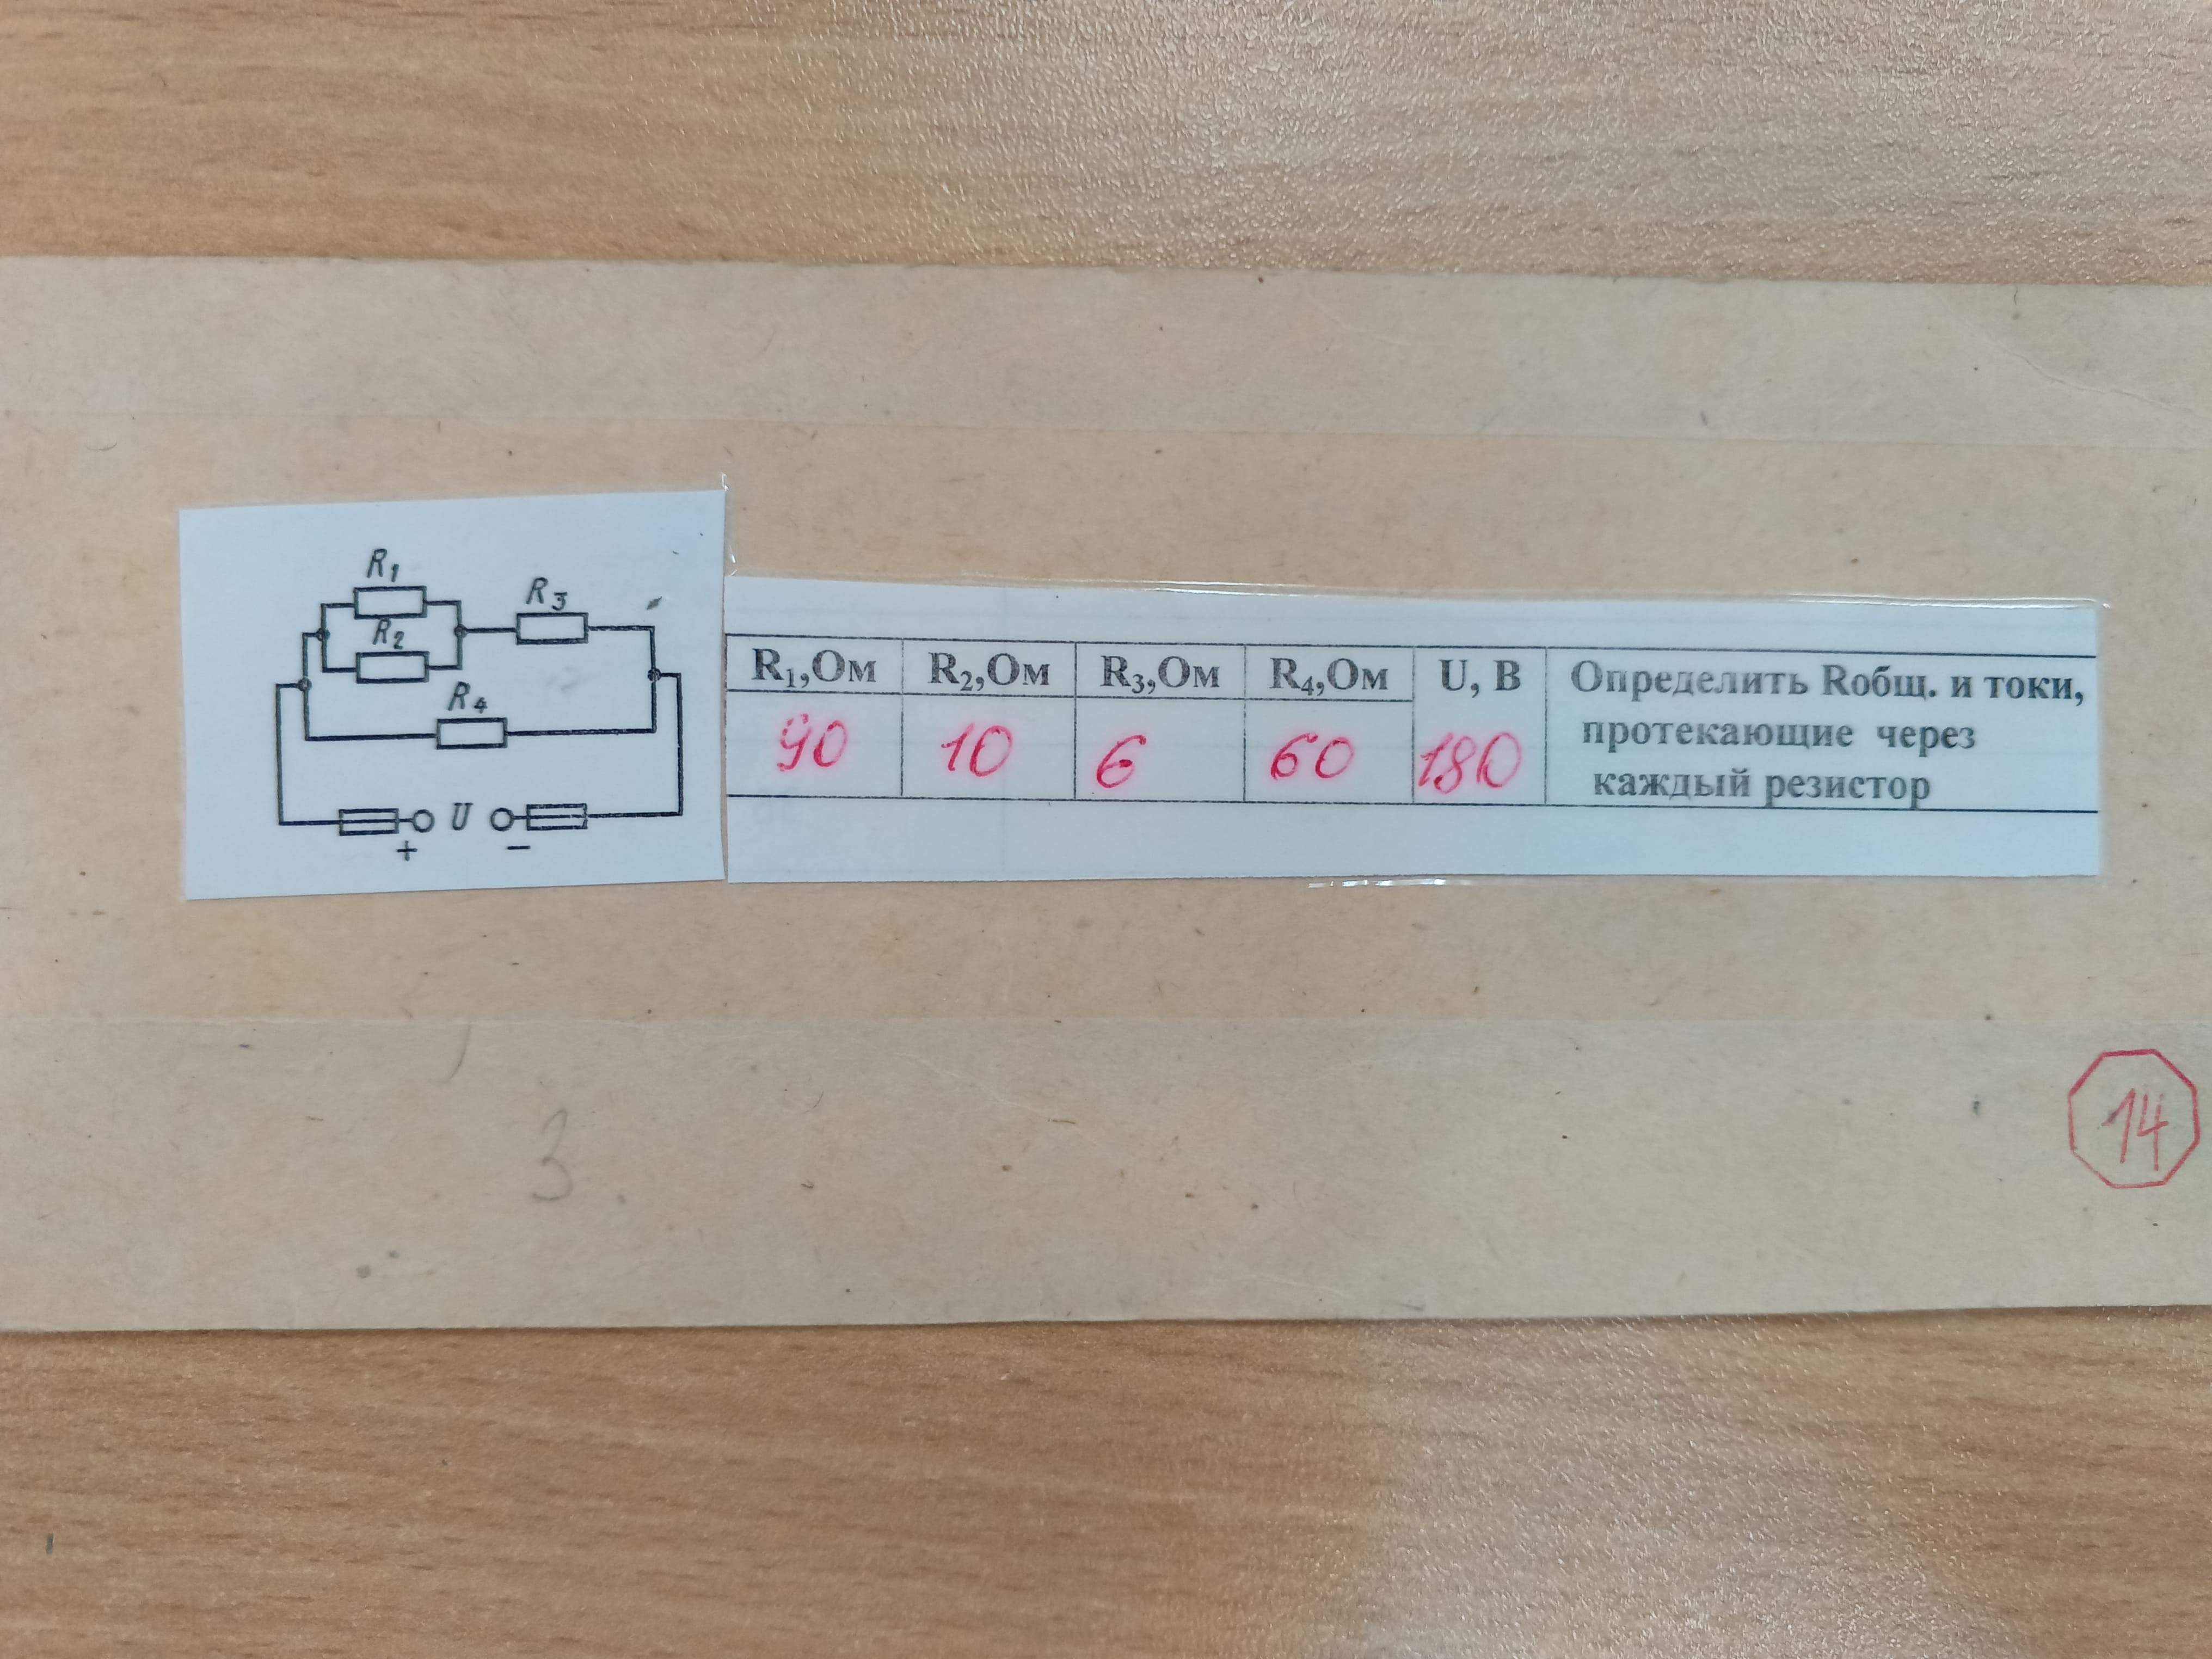 R1
R3
R2
R4
U
+ −
R₁,Ом R₂,Ом R₃,Ом R₄,Ом U, В
90 10 6 60 180
Определить Rобщ. и токи,
протекающие через
каждый резистор
3.
14